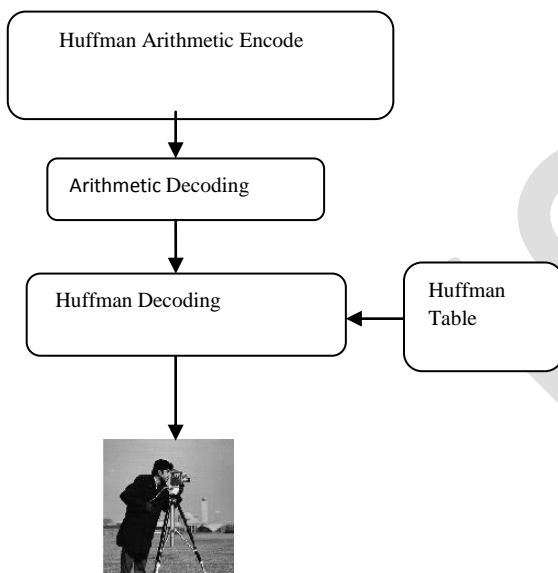 Huffman Arithmetic Encode
Arithmetic Decoding
Huffman Decoding
Huffman
Table